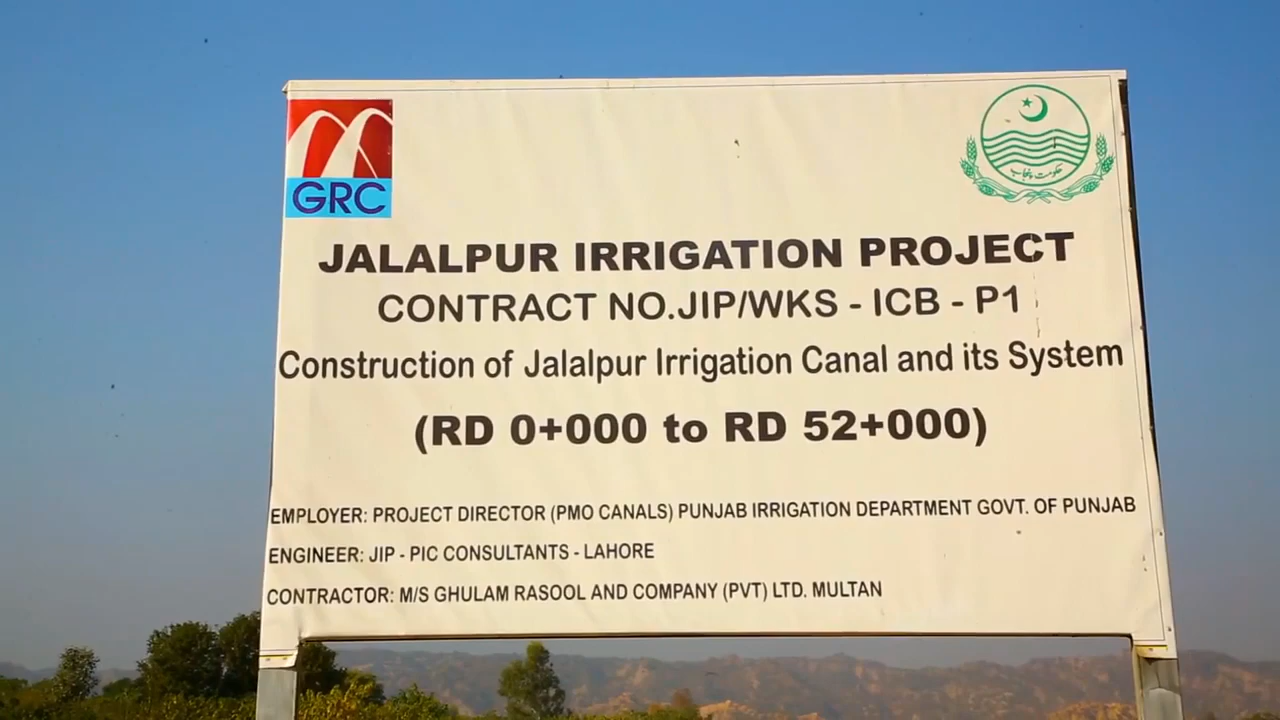 GRC
حکومت پنجاب
JALALPUR IRRIGATION PROJECT
CONTRACT NO.JIP/WKS - ICB - P1
Construction of Jalalpur Irrigation Canal and its System
(RD 0+000 to RD 52+000)
EMPLOYER: PROJECT DIRECTOR (PMO CANALS) PUNJAB IRRIGATION DEPARTMENT GOVT. OF PUNJAB
ENGINEER: JIP - PIC CONSULTANTS - LAHORE
CONTRACTOR: M/S GHULAM RASOOL AND COMPANY (PVT) LTD. MULTAN